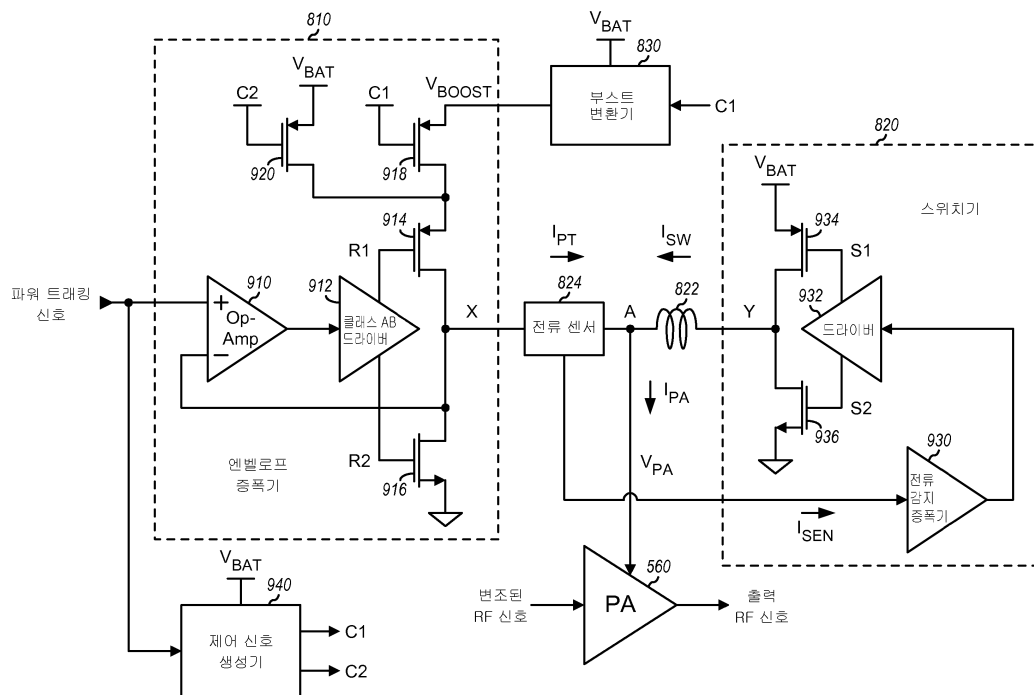 810
V_BAT
830
V_BAT
C2
C1
V_BOOST
부스트
변환기
C1
820
920
918
V_BAT
스위치기
914
934
R1
I_PT
I_SW
S1
파워 트래킹
신호
910
912
824
822
932
+
Op-
Amp
−
클래스 AB
드라이버
X
전류 센서
A
Y
드라이버
I_PA
S2
R2
936
930
엔벨로프
증폭기
916
V_PA
전류
감지
증폭기
I_SEN
V_BAT
940
560
변조된
RF 신호
PA
출력
RF 신호
제어 신호
생성기
C1
C2